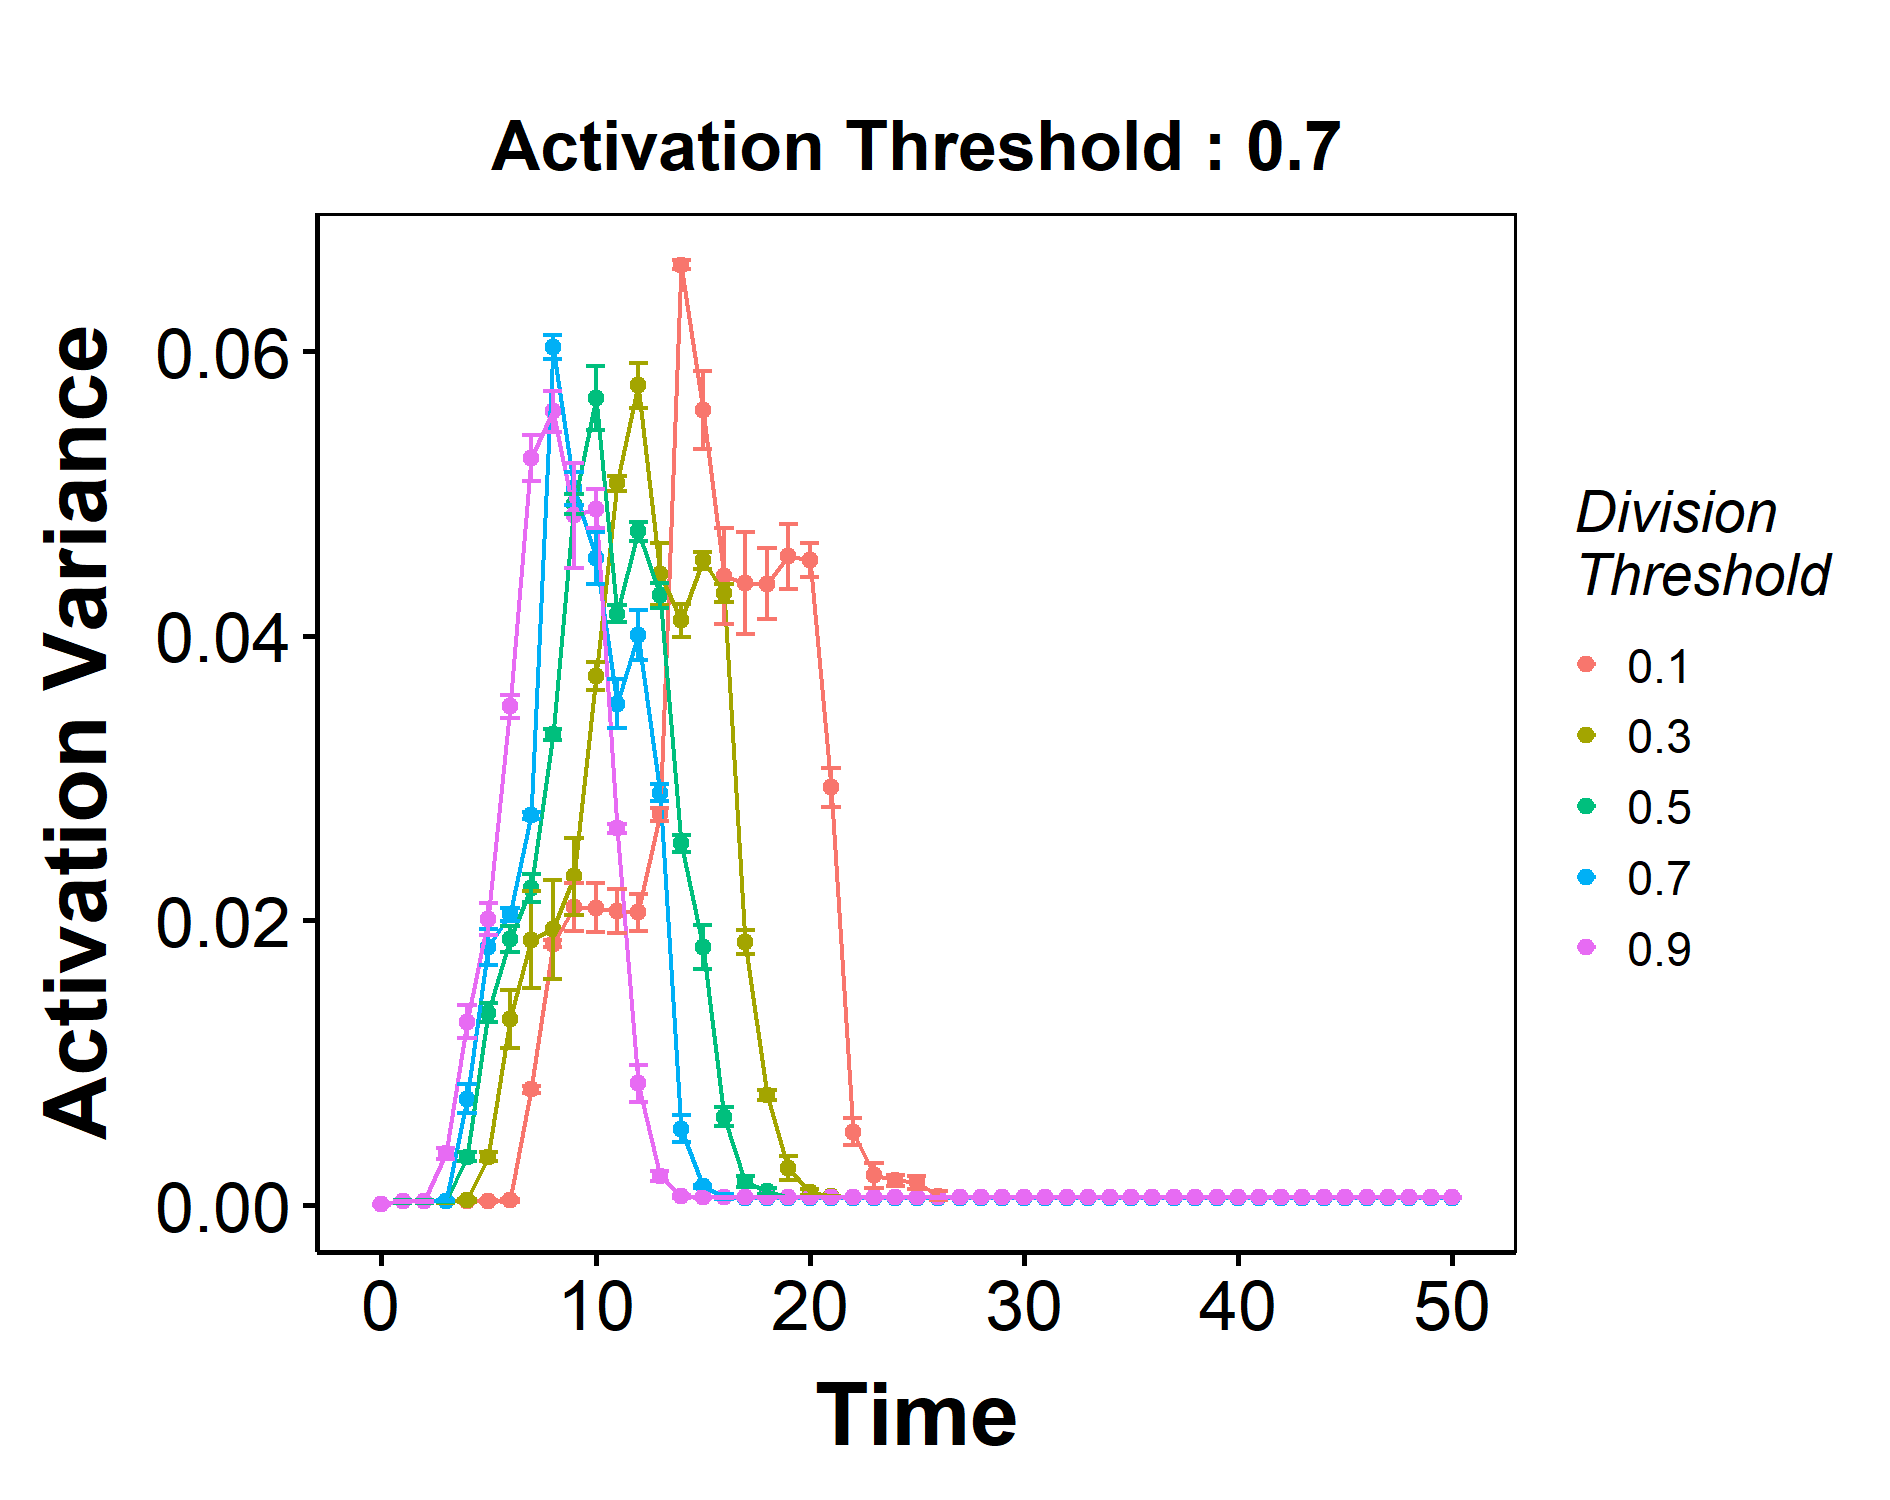 Activation Threshold : 0.7
Activation Variance
0.06
0.04
0.02
0.00
0 10 20 30 40 50
Time
Division
Threshold
0.1
0.3
0.5
0.7
0.9